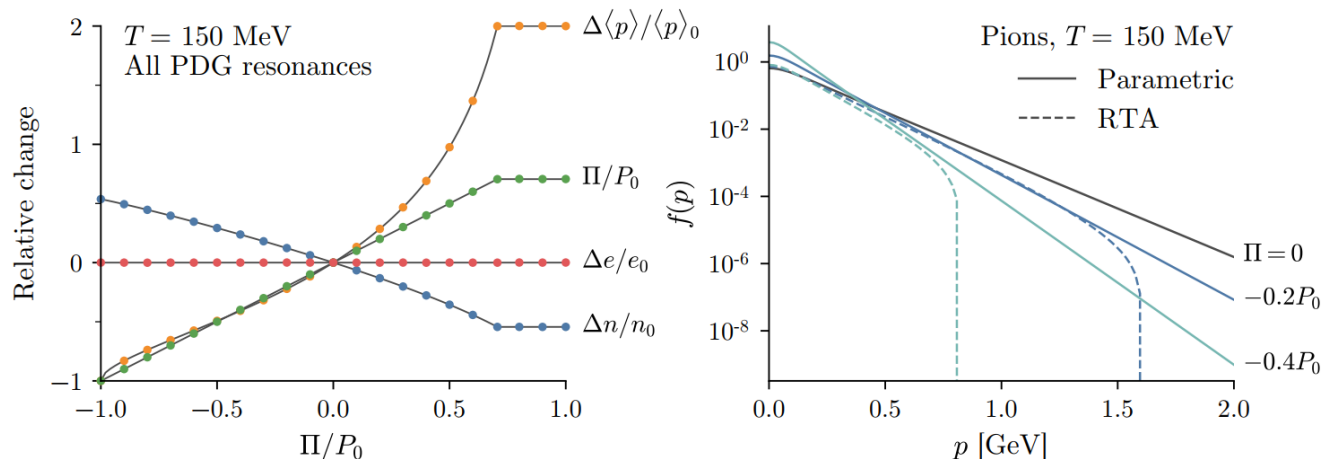 T = 150 MeV
All PDG resonances
Δ⟨p⟩/⟨p⟩₀
Π/P₀
Δe/e₀
Δn/n₀
Relative change
2
1
0
−1
−1.0
−0.5
0.0
0.5
1.0
Π/P₀
Pions, T = 150 MeV
Parametric
RTA
f(p)
10⁰
10⁻²
10⁻⁴
10⁻⁶
10⁻⁸
Π = 0
−0.2P₀
−0.4P₀
0.0
0.5
1.0
1.5
2.0
p [GeV]